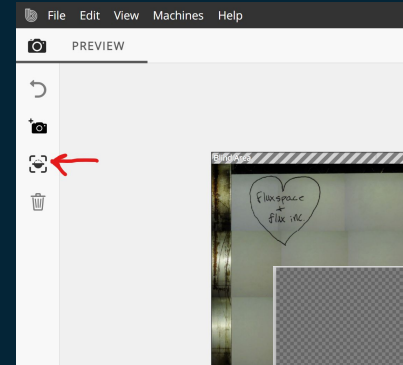 File Edit View Machines Help
PREVIEW
Blind Area
Fluxspace
+
flux inc